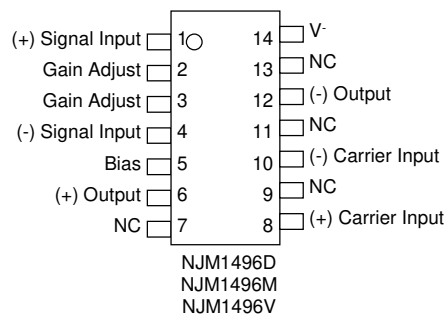 (+) Signal Input 1 14 V-
Gain Adjust 2 13 NC
Gain Adjust 3 12 (-) Output
(-) Signal Input 4 11 NC
Bias 5 10 (-) Carrier Input
(+) Output 6 9 NC
NC 7 8 (+) Carrier Input
NJM1496D
NJM1496M
NJM1496V